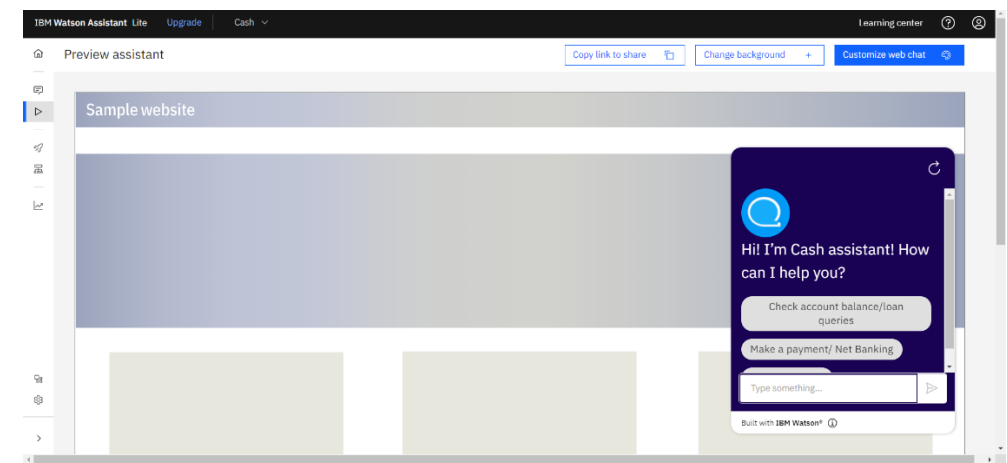 IBM Watson Assistant Lite Upgrade Cash Learning center
Preview assistant Copy link to share Change background + Customize web chat
Sample website
Hi! I'm Cash assistant! How
can I help you?
Check account balance/loan
queries
Make a payment/ Net Banking
Type something...
Built with IBM Watson®